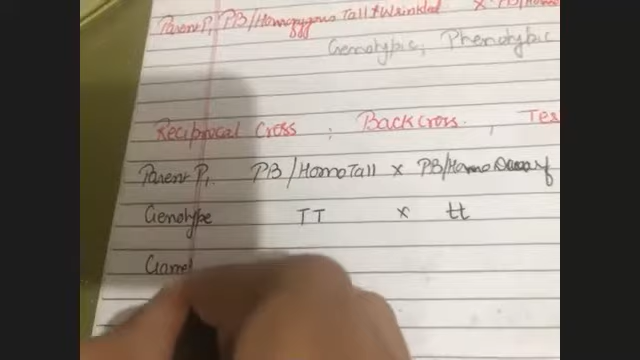 Parent P₁ PB/Homozygous Tall + Wrinkled X
Genotypic, Phenotypic
Reciprocal Cross, Backcross,
Parent P₁ PB/Homo Tall x PB/Homo Dwarf
Genotype TT x tt